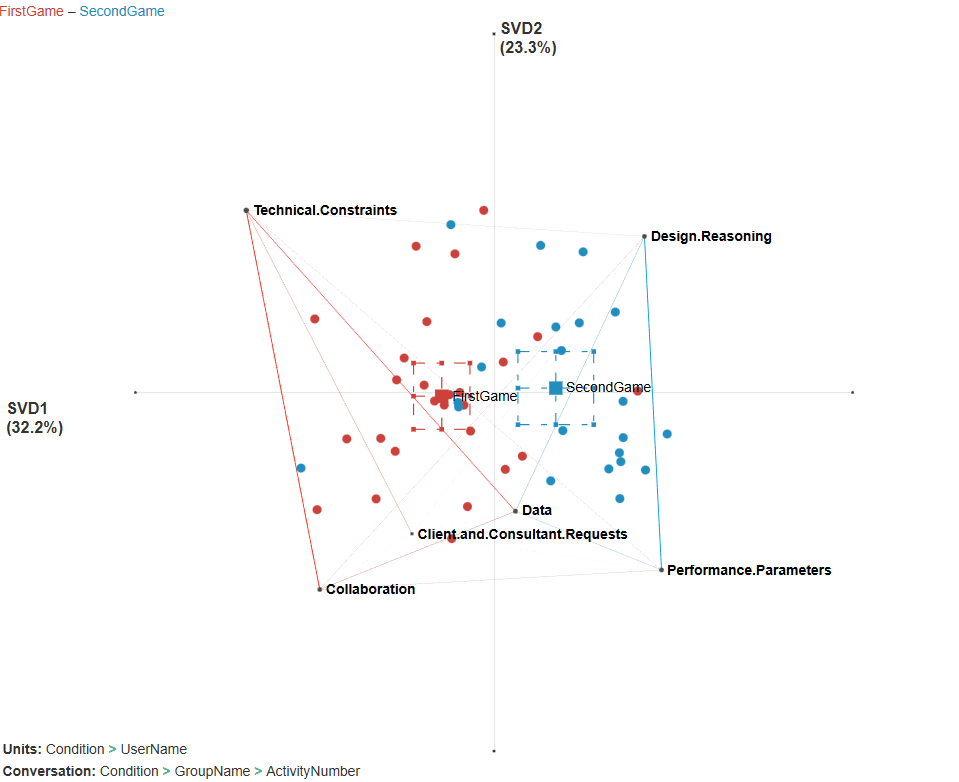 FirstGame – SecondGame
SVD2
(23.3%)
Technical.Constraints
Design.Reasoning
SecondGame
FirstGame
SVD1
(32.2%)
Data
Client.and.Consultant.Requests
Performance.Parameters
Collaboration
Units: Condition > UserName
Conversation: Condition > GroupName > ActivityNumber